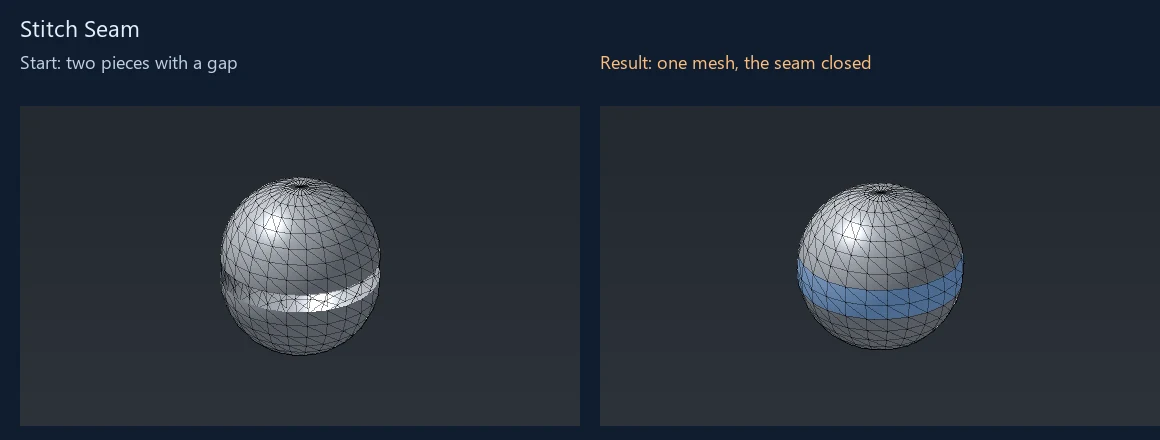 Stitch Seam
Start: two pieces with a gap
Result: one mesh, the seam closed